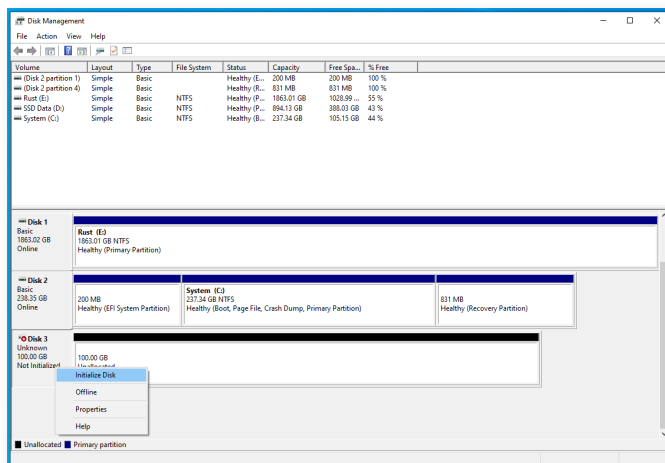 Disk Management
File Action View Help
Volume Layout Type File System Status Capacity Free Spa... % Free
(Disk 2 partition 1) Simple Basic Healthy (E... 200 MB 200 MB 100 %
(Disk 2 partition 4) Simple Basic Healthy (R... 831 MB 831 MB 100 %
Rust (E:) Simple Basic NTFS Healthy (P... 1863.01 GB 1028.99 ... 55 %
SSD Data (D:) Simple Basic NTFS Healthy (P... 894.13 GB 388.03 GB 43 %
System (C:) Simple Basic NTFS Healthy (B... 237.34 GB 105.15 GB 44 %
Disk 1
Basic
1863.02 GB
Online
Rust (E:)
1863.01 GB NTFS
Healthy (Primary Partition)
Disk 2
Basic
238.35 GB
Online
200 MB
Healthy (EFI System Partition)
System (C:)
237.34 GB NTFS
Healthy (Boot, Page File, Crash Dump, Primary Partition)
831 MB
Healthy (Recovery Partition)
Disk 3
Unknown
100.00 GB
Not Initialized
100.00 GB
Unallocated
Initialize Disk
Offline
Properties
Help
Unallocated Primary partition